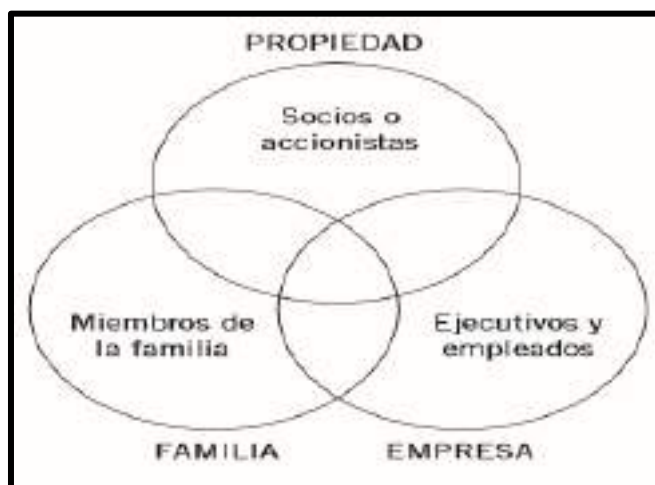 PROPIEDAD
Socios o
accionistas
Miembros de
la familia
Ejecutivos y
empleados
FAMILIA
EMPRESA